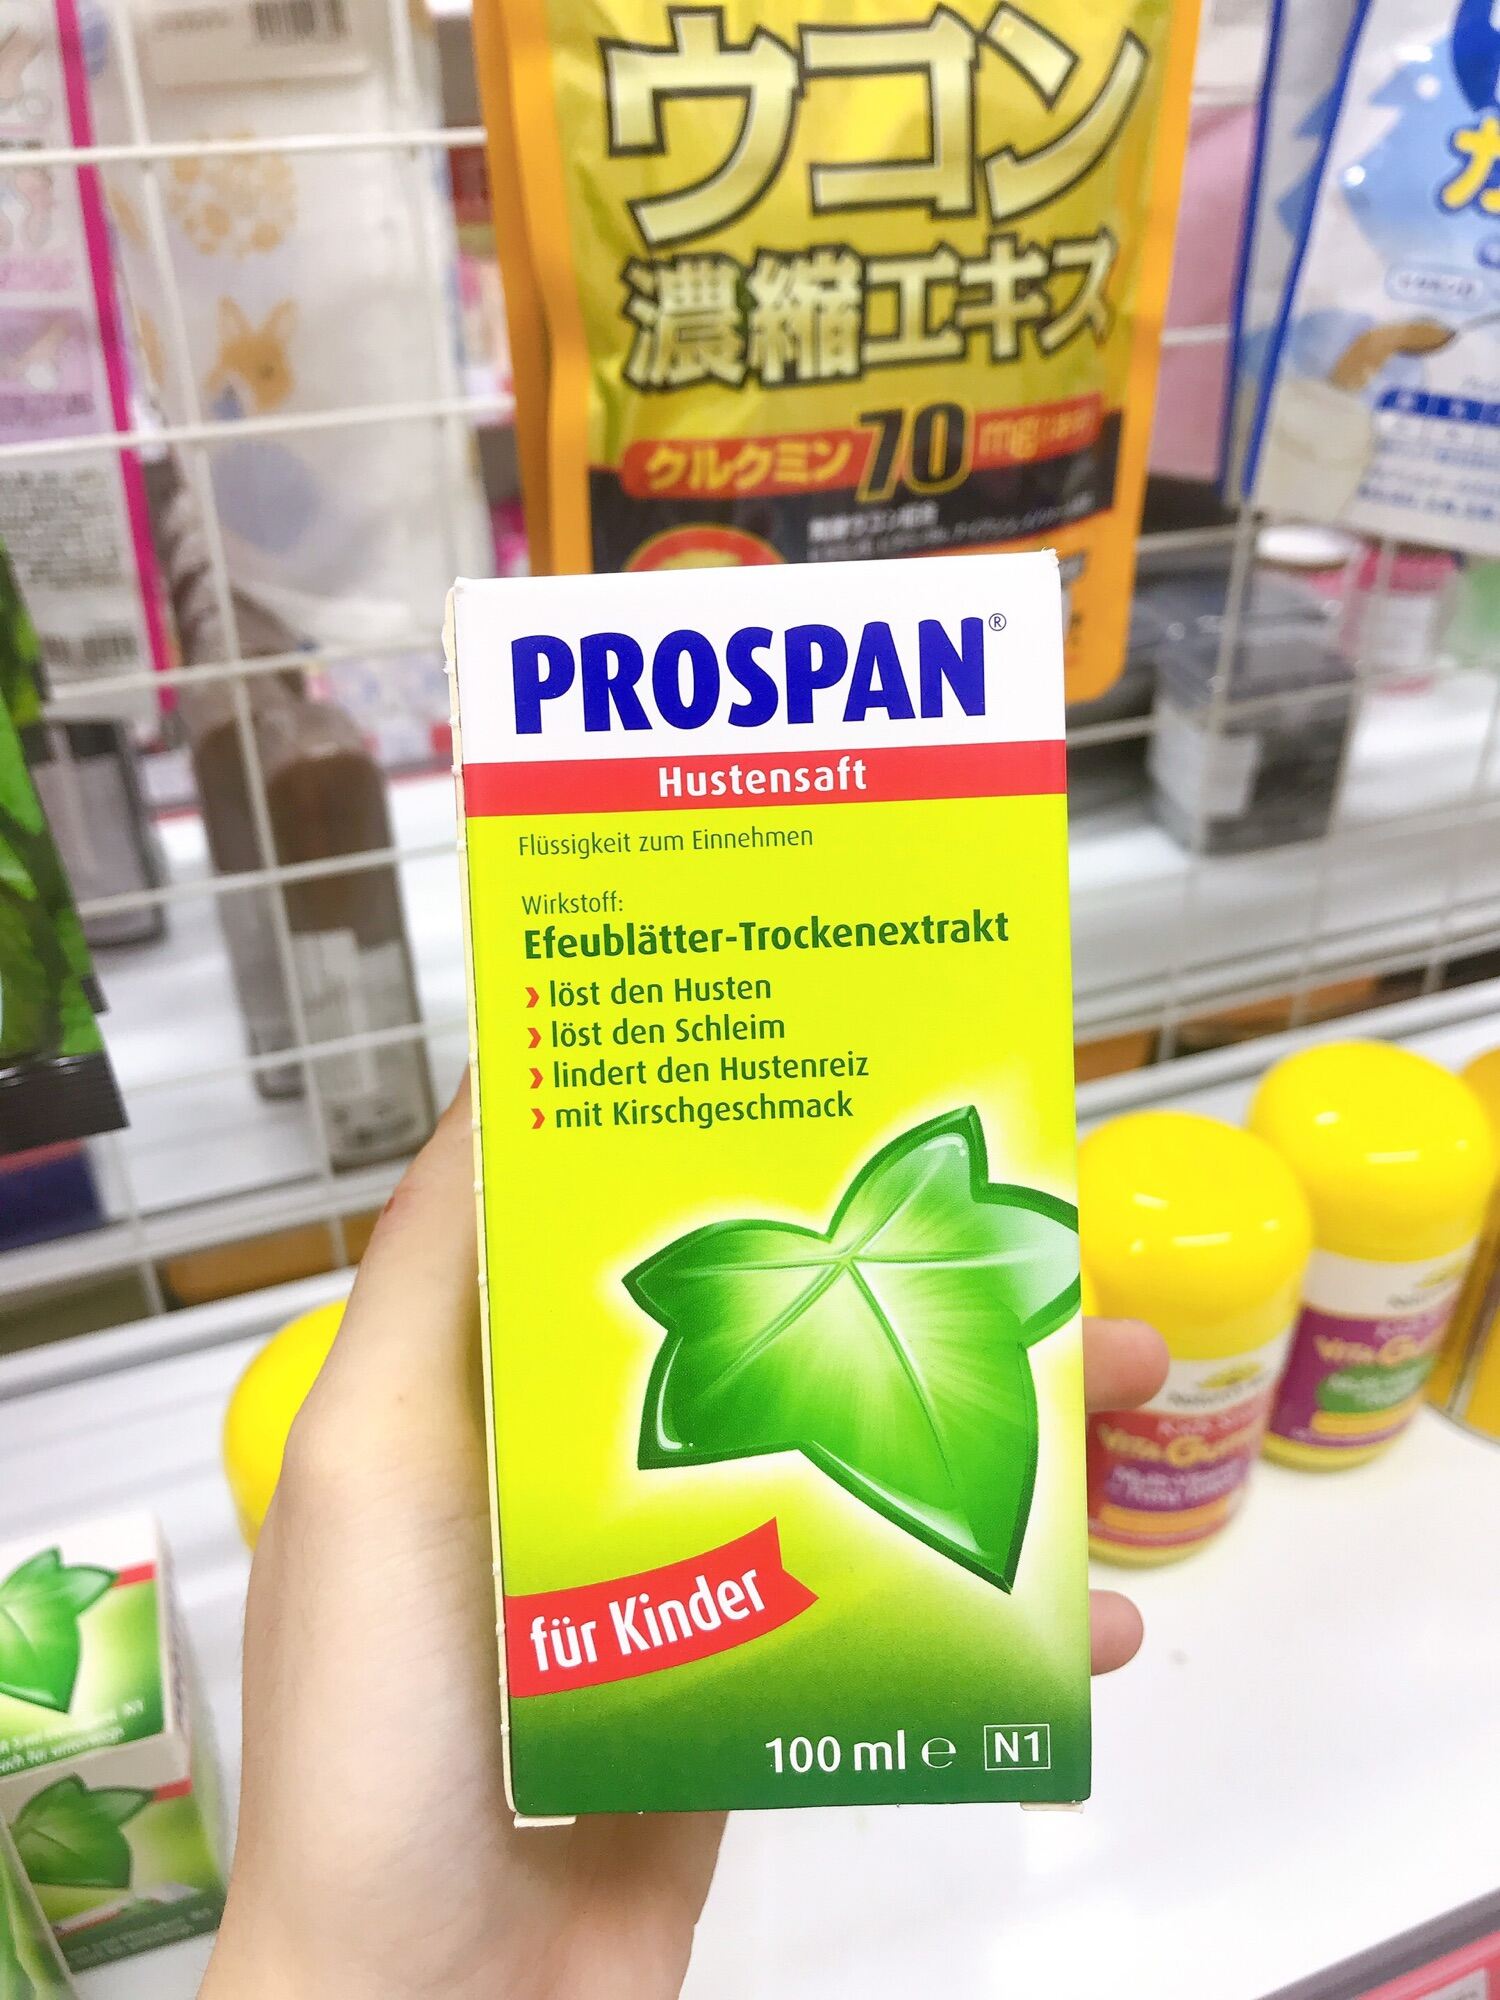 ウコン
濃縮エキス
クルクミン70mg
PROSPAN®
Hustensaft
Flüssigkeit zum Einnehmen
Wirkstoff:
Efeublätter-Trockenextrakt
› löst den Husten
› löst den Schleim
› lindert den Hustenreiz
› mit Kirschgeschmack
für Kinder
100 ml ℮ N1
N1